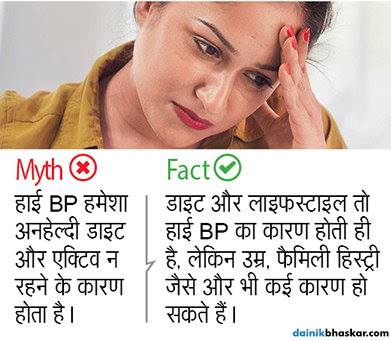 Myth
हाई BP हमेशा
अनहेल्दी डाइट
और एक्टिव न
रहने के कारण
होता है।
Fact
डाइट और लाइफस्टाइल तो
हाई BP का कारण होती ही
है, लेकिन उम्र, फैमिली हिस्ट्री
जैसे और भी कई कारण हो
सकते हैं।
dainikbhaskar.com